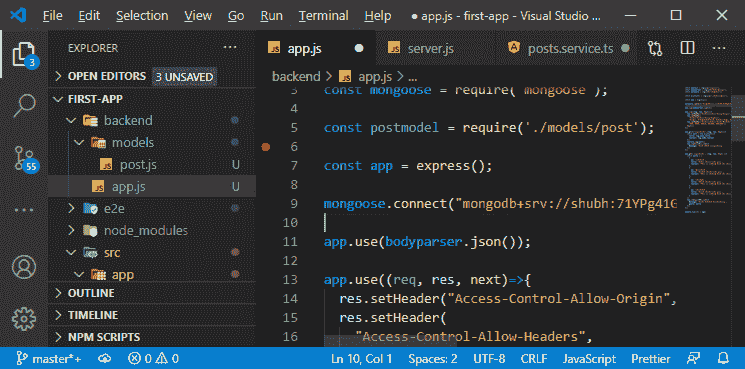 File Edit Selection View Go Run Terminal Help
● app.js - first-app - Visual Studio ...
EXPLORER
...
JS app.js ●
JS server.js
A posts.service.ts ●
...
3
OPEN EDITORS 3 UNSAVED
backend > JS app.js > ...
FIRST-APP
3 const mongoose = require('mongoose');
backend
4
models
5 const postmodel = require('./models/post');
JS post.js U
6
55
JS app.js U
7 const app = express();
8
e2e
9 mongoose.connect("mongodb+srv://shubh:
node_modules
10
src
11 app.use(bodyparser.json());
app
12
OUTLINE
13 app.use((req, res, next)=>{
TIMELINE
14 res.setHeader("Access-Control-Allow-Origin",
15 res.setHeader(
NPM SCRIPTS
16 "Access-Control-Allow-Headers",
master*+ 0 0 Ln 10, Col 1 Spaces: 2 UTF-8 CRLF JavaScript Prettier